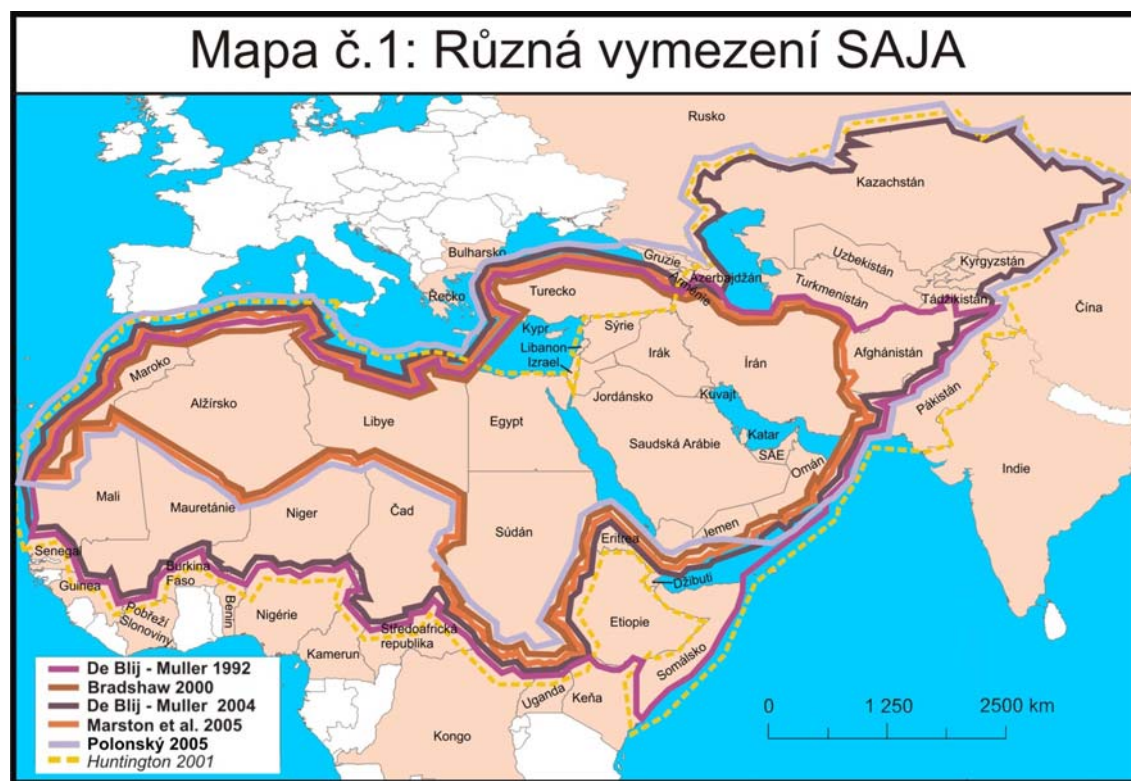 Mapa č.1: Různá vymezení SAJA
Rusko
Kazachstán
Bulharsko
Gruzie
Uzbekistán
Kyrgyzstán
Řečko
Turecko
Arménie
Azerbajdžán
Turkmenistán
Tádžikistán
Čína
Kypr
Sýrie
Libanon
Izrael
Irák
Írán
Afghánistán
Maroko
Alžírsko
Libye
Egypt
Jordánsko
Kuvajt
Pákistán
Saudská Arábie
Katar
SAE
Omán
Indie
Mali
Mauretánie
Niger
Čad
Súdán
Eritrea
Jemen
Džibuti
Senegal
Guinea
Burkina
Faso
Pobřeží
Slonoviny
Benin
Nigérie
Kamerun
Středoafrická
republika
Etiopie
Somálsko
Uganda
Keňa
Kongo
De Blij - Muller 1992
Bradshaw 2000
De Blij - Muller 2004
Marston et al. 2005
Polonský 2005
Huntington 2001
0 1 250 2500 km